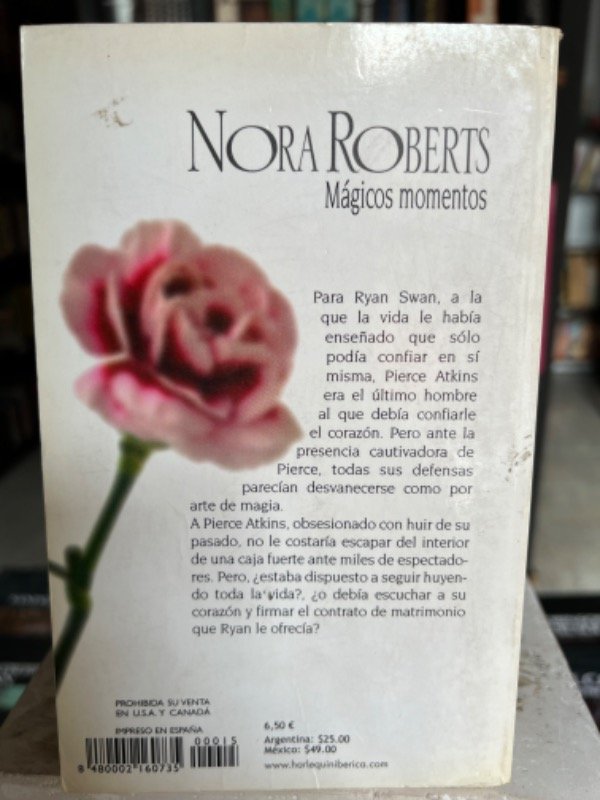 NORA ROBERTS
Mágicos momentos
Para Ryan Swan, a la
que la vida le había
enseñado que sólo
podía confiar en sí
misma, Pierce Atkins
era el último hombre
al que debía confiarle
el corazón. Pero ante la
presencia cautivadora de
Pierce, todas sus defensas
parecían desvanecerse como por
arte de magia.
A Pierce Atkins, obsesionado con huir de su
pasado, no le costaría escapar del interior
de una caja fuerte ante miles de espectado-
res. Pero, ¿estaba dispuesto a seguir huyen-
do toda la vida?, ¿o debía escuchar a su
corazón y firmar el contrato de matrimonio
que Ryan le ofrecía?
PROHIBIDA SU VENTA
EN U.S.A. Y CANADÁ
IMPRESO EN ESPAÑA
00015
8 480002 160735
6,50 €
Argentina: $25.00
México: $49.00
www.harlequiniberica.com